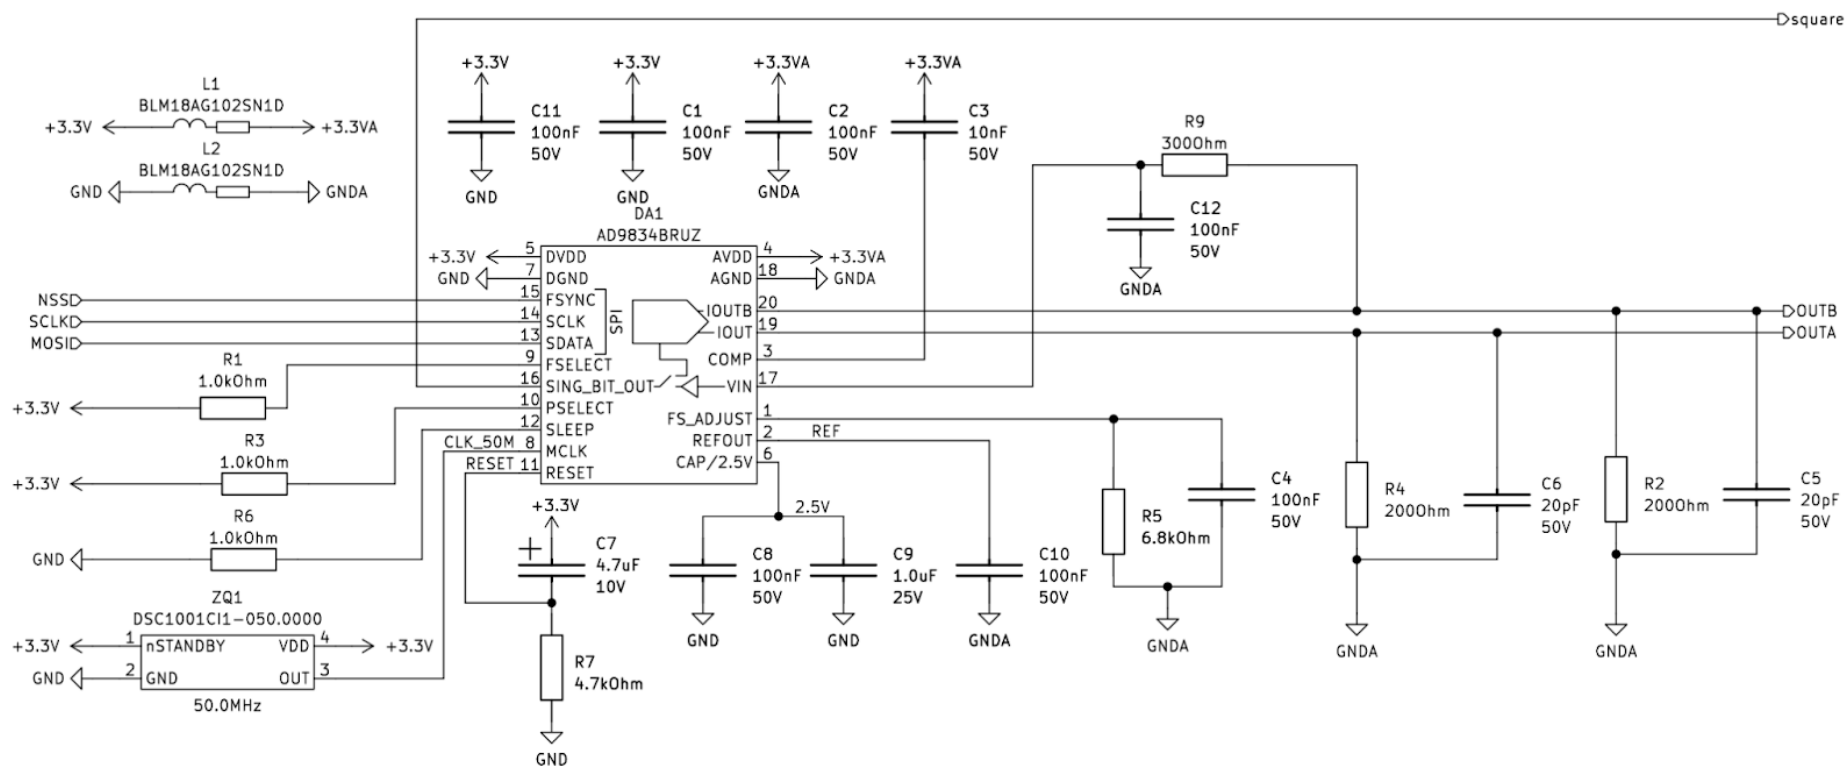 square
+3.3V
+3.3V
+3.3VA
+3.3VA
L1
BLM18AG102SN1D
+3.3V
+3.3VA
C11
100nF
50V
C1
100nF
50V
C2
100nF
50V
C3
10nF
50V
R9
300Ohm
L2
BLM18AG102SN1D
GND
GNDA
GND
GND
GNDA
C12
100nF
50V
GNDA
DA1
AD9834BRUZ
+3.3V
5
DVDD
AVDD
4
+3.3VA
GND
7
DGND
AGND
18
GNDA
NSS
15
FSYNC
IOUTB
20
OUTB
SCLK
14
SCLK
SPI
IOUT
19
OUTA
MOSI
13
SDATA
COMP
3
R1
1.0kOhm
9
FSELECT
16
SING_BIT_OUT
VIN
17
+3.3V
10
PSELECT
FS_ADJUST
1
12
SLEEP
REFOUT
2
REF
R3
1.0kOhm
CLK_50M
8
MCLK
CAP/2.5V
6
RESET
11
RESET
+3.3V
+3.3V
2.5V
C4
100nF
50V
R4
200Ohm
C6
20pF
50V
R2
200Ohm
C5
20pF
50V
R5
6.8kOhm
R6
1.0kOhm
GND
C7
4.7uF
10V
C8
100nF
50V
C9
1.0uF
25V
C10
100nF
50V
GND
GND
GNDA
GNDA
GNDA
GNDA
ZQ1
DSC1001CI1-050.0000
+3.3V
1
nSTANDBY
VDD
4
+3.3V
GND
2
GND
OUT
3
50.0MHz
R7
4.7kOhm
GND